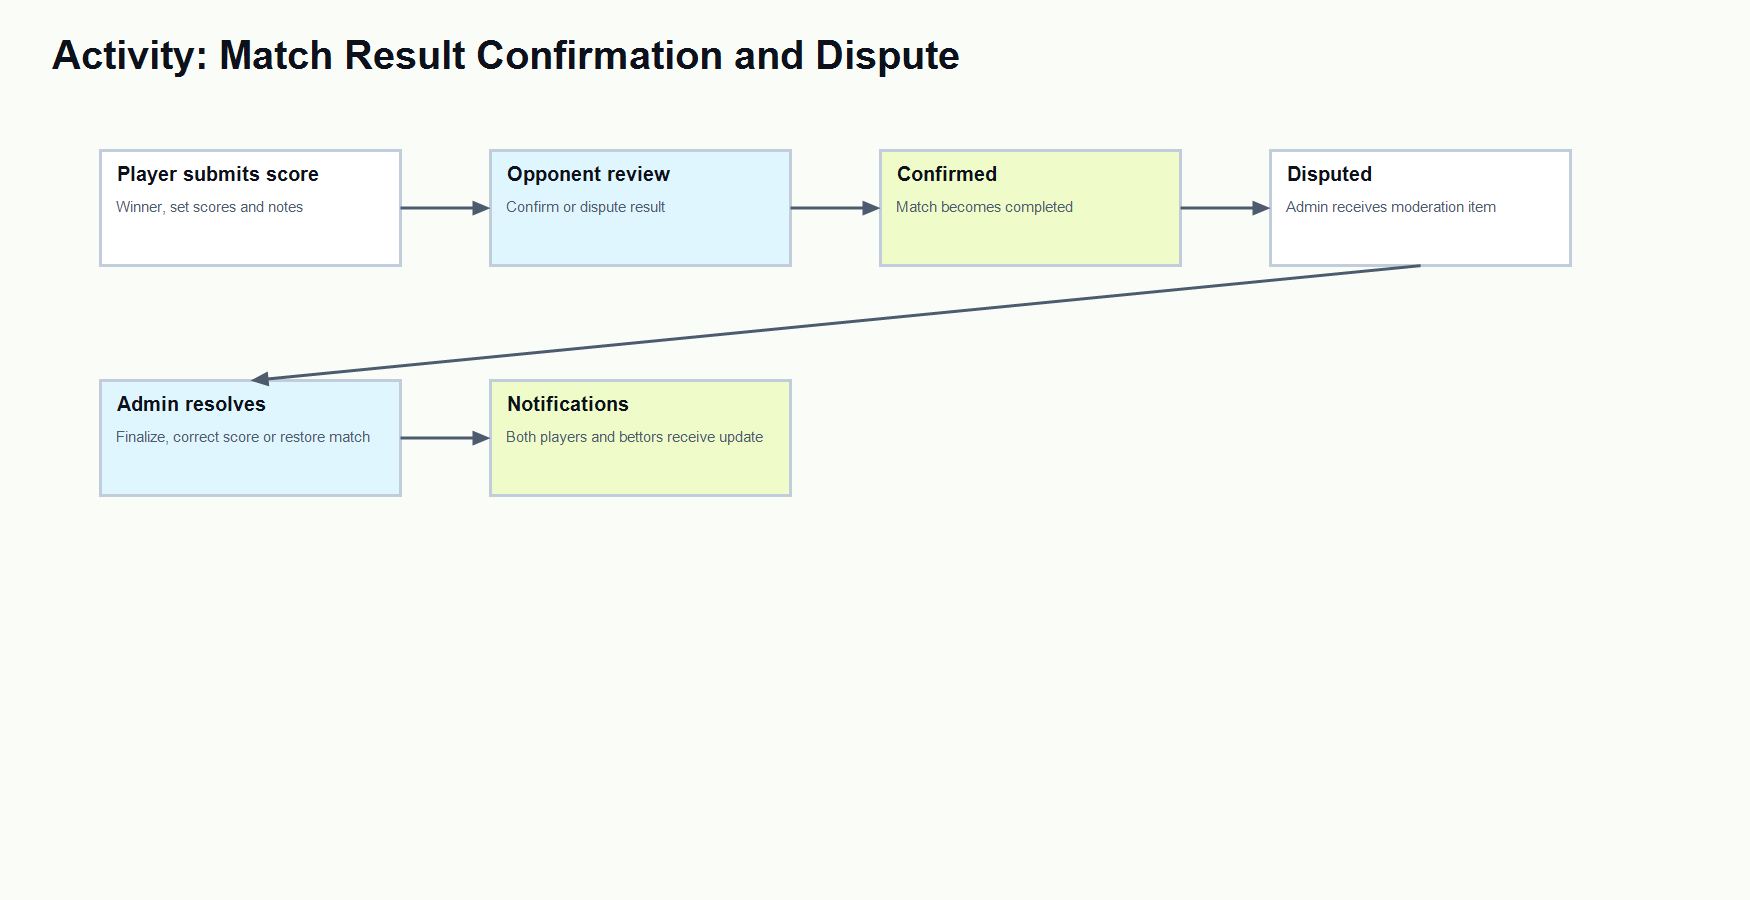 Activity: Match Result Confirmation and Dispute
Player submits score
Winner, set scores and notes
Opponent review
Confirm or dispute result
Confirmed
Match becomes completed
Disputed
Admin receives moderation item
Admin resolves
Finalize, correct score or restore match
Notifications
Both players and bettors receive update